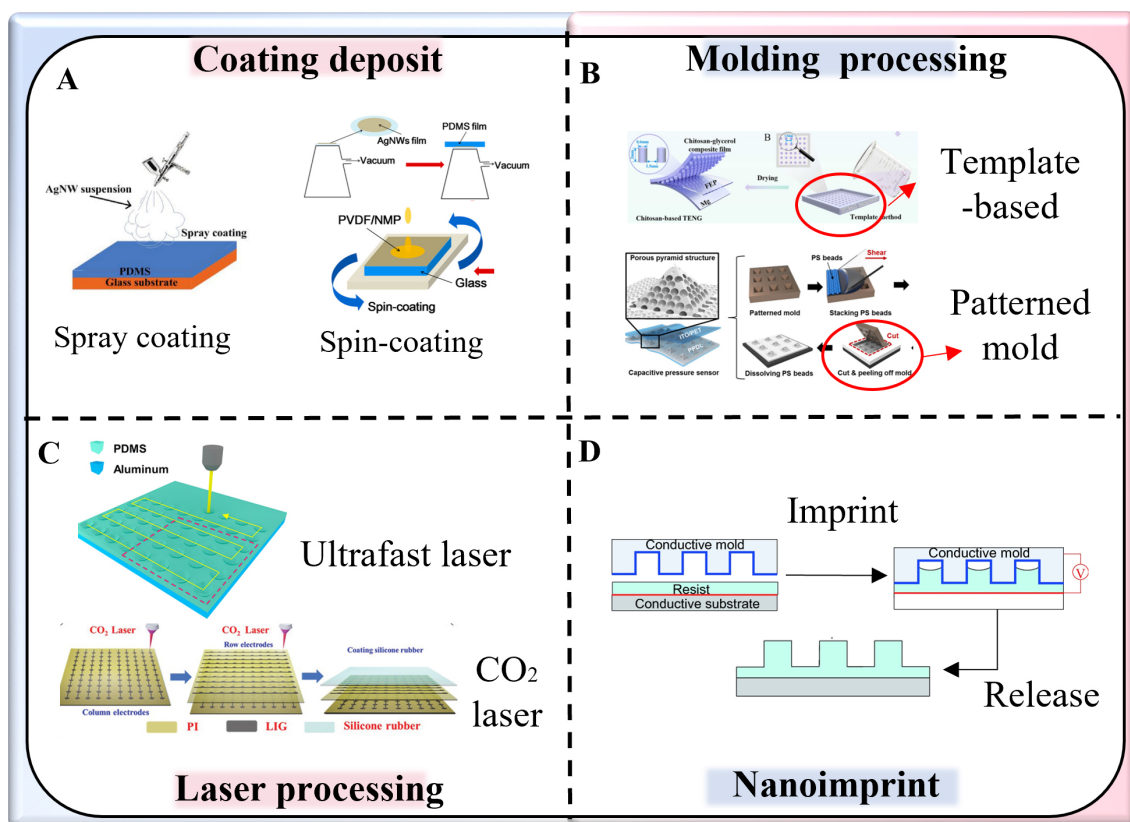 Coating deposit
A
AgNWs film
PDMS film
Vacuum
Vacuum
AgNW suspension
Spray coating
PDMS
Glass substrate
PVDF/NMP
Glass
Spin-coating
Spray coating
Spin-coating
Molding processing
B
Chitosan-glycerol
composite film
B
FEP
Mg
Drying
Chitosan-based TENG
Template method
Template
-based
Porous pyramid structure
PS beads
Shear
Patterned mold
Stacking PS beads
ITO/PET
PPDL
Cut
Capacitive pressure sensor
Dissolving PS beads
Cut & peeling off mold
Patterned
mold
C
PDMS
Aluminum
Ultrafast laser
CO2 Laser
CO2 Laser
Row electrodes
Coating silicone rubber
Column electrodes
PI
LIG
Silicone rubber
CO2
laser
Laser processing
D
Imprint
Conductive mold
Resist
Conductive substrate
Conductive mold
V
Release
Nanoimprint